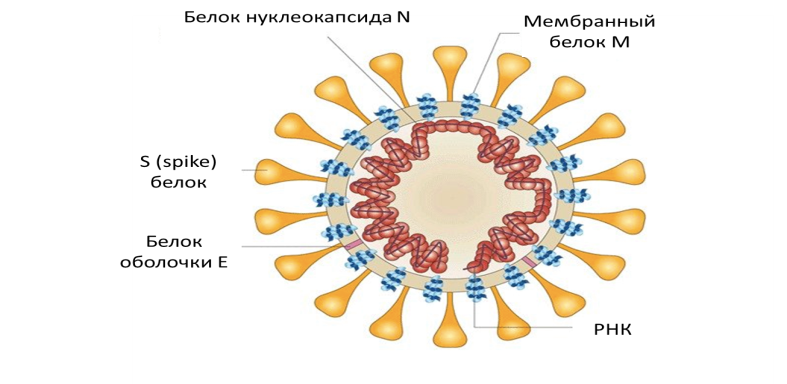 Белок нуклеокапсида N
Мембранный
белок М
S (spike)
белок
Белок
оболочки Е
РНК